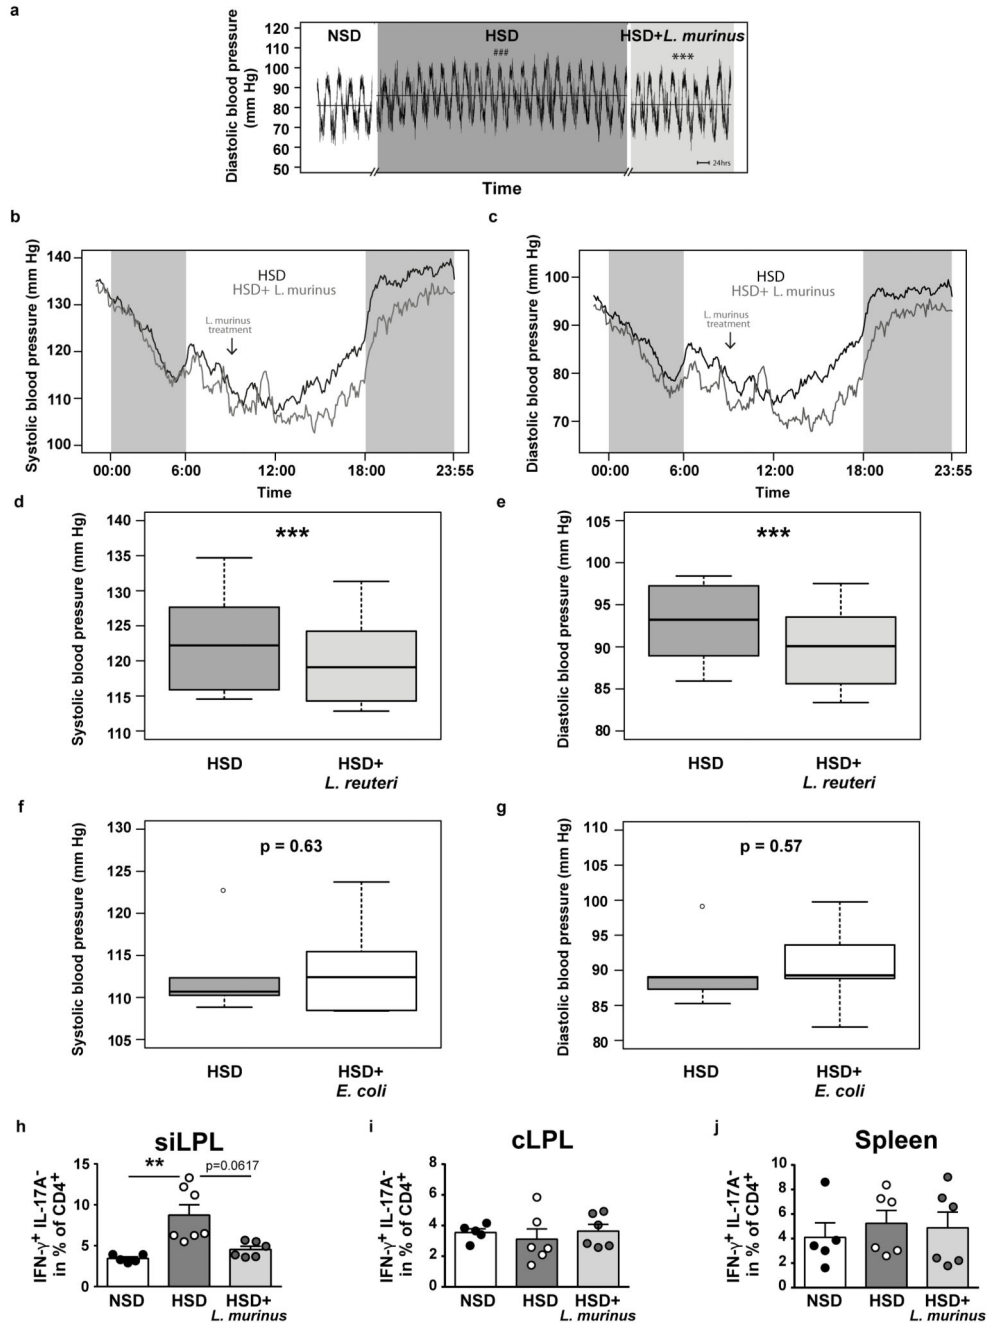 a
NSD
HSD
HSD+L. murinus
###
***
Diastolic blood pressure
(mm Hg)
120
110
100
90
80
70
60
50
24hrs
Time
b
Systolic blood pressure (mm Hg)
140
130
120
110
100
HSD
HSD+ L. murinus
L. murinus
treatment
00:00
6:00
12:00
18:00
23:55
Time
c
Diastolic blood pressure (mm Hg)
100
90
80
70
HSD
HSD+ L. murinus
L. murinus
treatment
00:00
6:00
12:00
18:00
23:55
Time
d
Systolic blood pressure (mm Hg)
140
135
130
125
120
115
110
***
HSD
HSD+
L. reuteri
e
Diastolic blood pressure (mm Hg)
105
100
95
90
85
80
***
HSD
HSD+
L. reuteri
f
Systolic blood pressure (mm Hg)
130
125
120
115
110
105
p = 0.63
HSD
HSD+
E. coli
g
Diastolic blood pressure (mm Hg)
110
105
100
95
90
85
80
p = 0.57
HSD
HSD+
E. coli
h
siLPL
IFN-γ+ IL-17A-
in % of CD4+
15
10
5
0
**
p=0.0617
NSD
HSD
HSD+
L. murinus
i
cLPL
IFN-γ+ IL-17A-
in % of CD4+
8
6
4
2
0
NSD
HSD
HSD+
L. murinus
j
Spleen
IFN-γ+ IL-17A-
in % of CD4+
10
8
6
4
2
0
NSD
HSD
HSD+
L. murinus